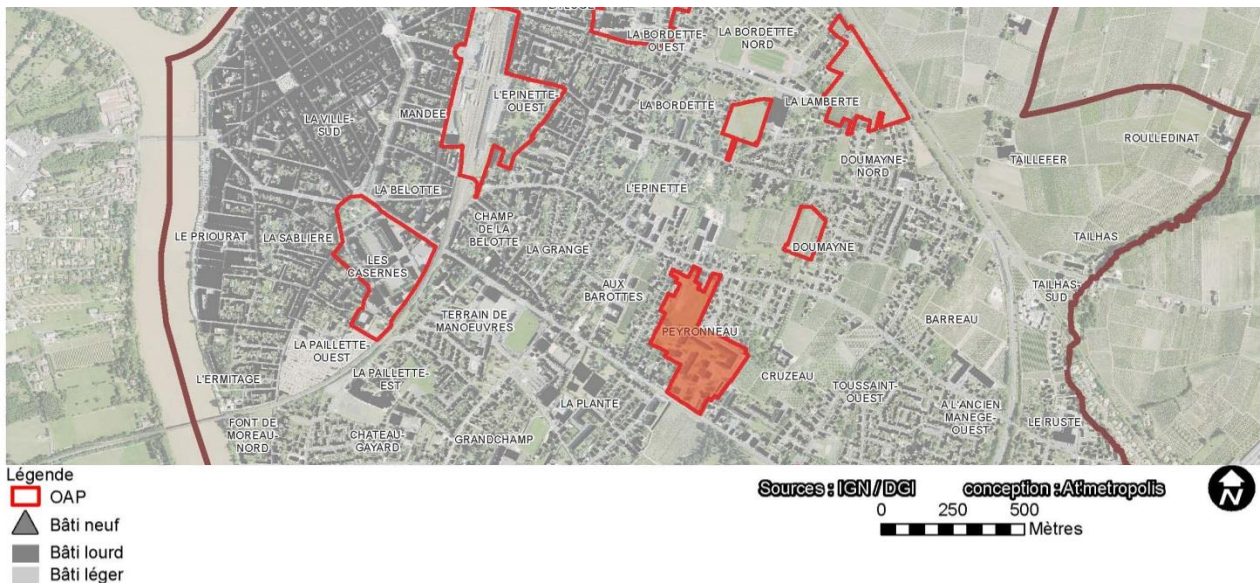 LA BORDETTE-
OUEST
LA BORDETTE-
NORD
L'EPINETTE-
OUEST
LA VILLE-
SUD
MANDEE
LA BORDETTE
LA LAMBERTE
ROULLEDINAT
TAILLEFER
DOUMAYNE-
NORD
L'EPINETTE
LA BELOTTE
CHAMP
DE LA
BELOTTE
LE PRIOURAT
LA SABLIERE
LA GRANGE
DOUMAYNE
TAILHAS
LES
CASERNES
AUX
BAROTTES
TAILHAS-
SUD
TERRAIN DE
MANOEUVRES
PEYRONNEAU
BARREAU
LA PAILLETTE-
OUEST
L'ERMITAGE
LA PAILLETTE-
EST
CRUZEAU
TOUSSAINT-
OUEST
LA PLANTE
A L'ANCIEN
MANEGE-
OUEST
LE RUSTE
FONT DE
MOREAU-
NORD
CHATEAU-
GAYARD
GRANDCHAMP
Légende
OAP
Bâti neuf
Bâti lourd
Bâti léger
Sources : IGN / DGI conception : At'metropolis
0 250 500
Mètres
N